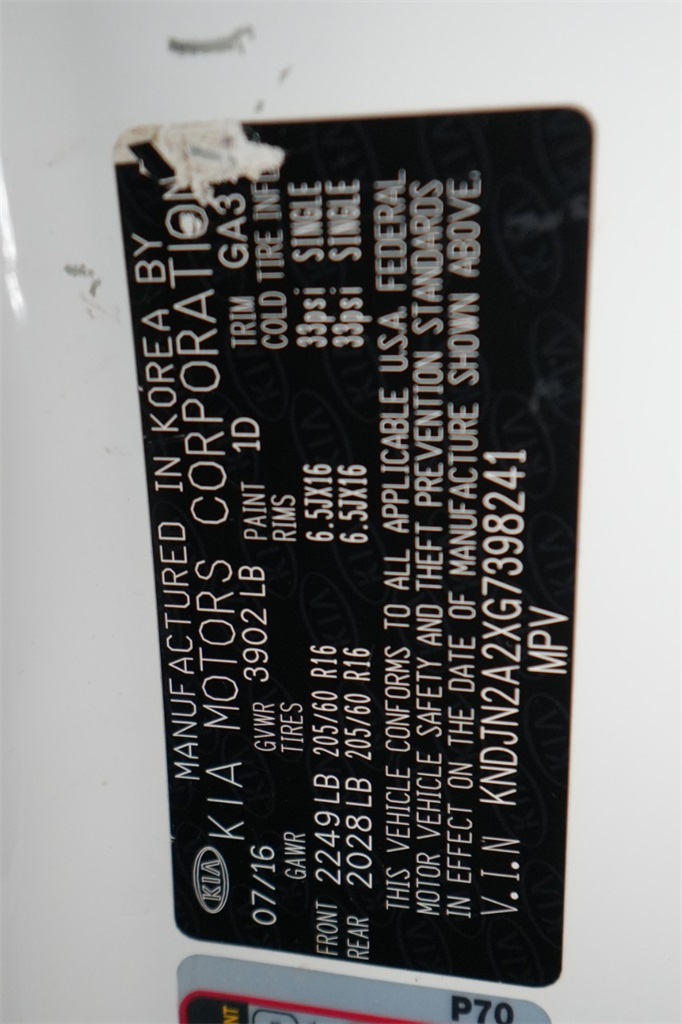 MANUFACTURED IN KOREA BY
KIA KIA MOTORS CORPORATION
07/16 GVWR 3902 LB PAINT 1D TRIM GA3
GAWR TIRES RIMS COLD TIRE
FRONT 2249 LB 205/60 R16 6.5JX16 33psi SINGLE
REAR 2028 LB 205/60 R16 6.5JX16 33psi SINGLE
THIS VEHICLE CONFORMS TO ALL APPLICABLE U.S.A. FEDERAL
MOTOR VEHICLE SAFETY AND THEFT PREVENTION STANDARDS
IN EFFECT ON THE DATE OF MANUFACTURE SHOWN ABOVE.
V.I.N KNDJN2A2XG7398241
MPV
P70